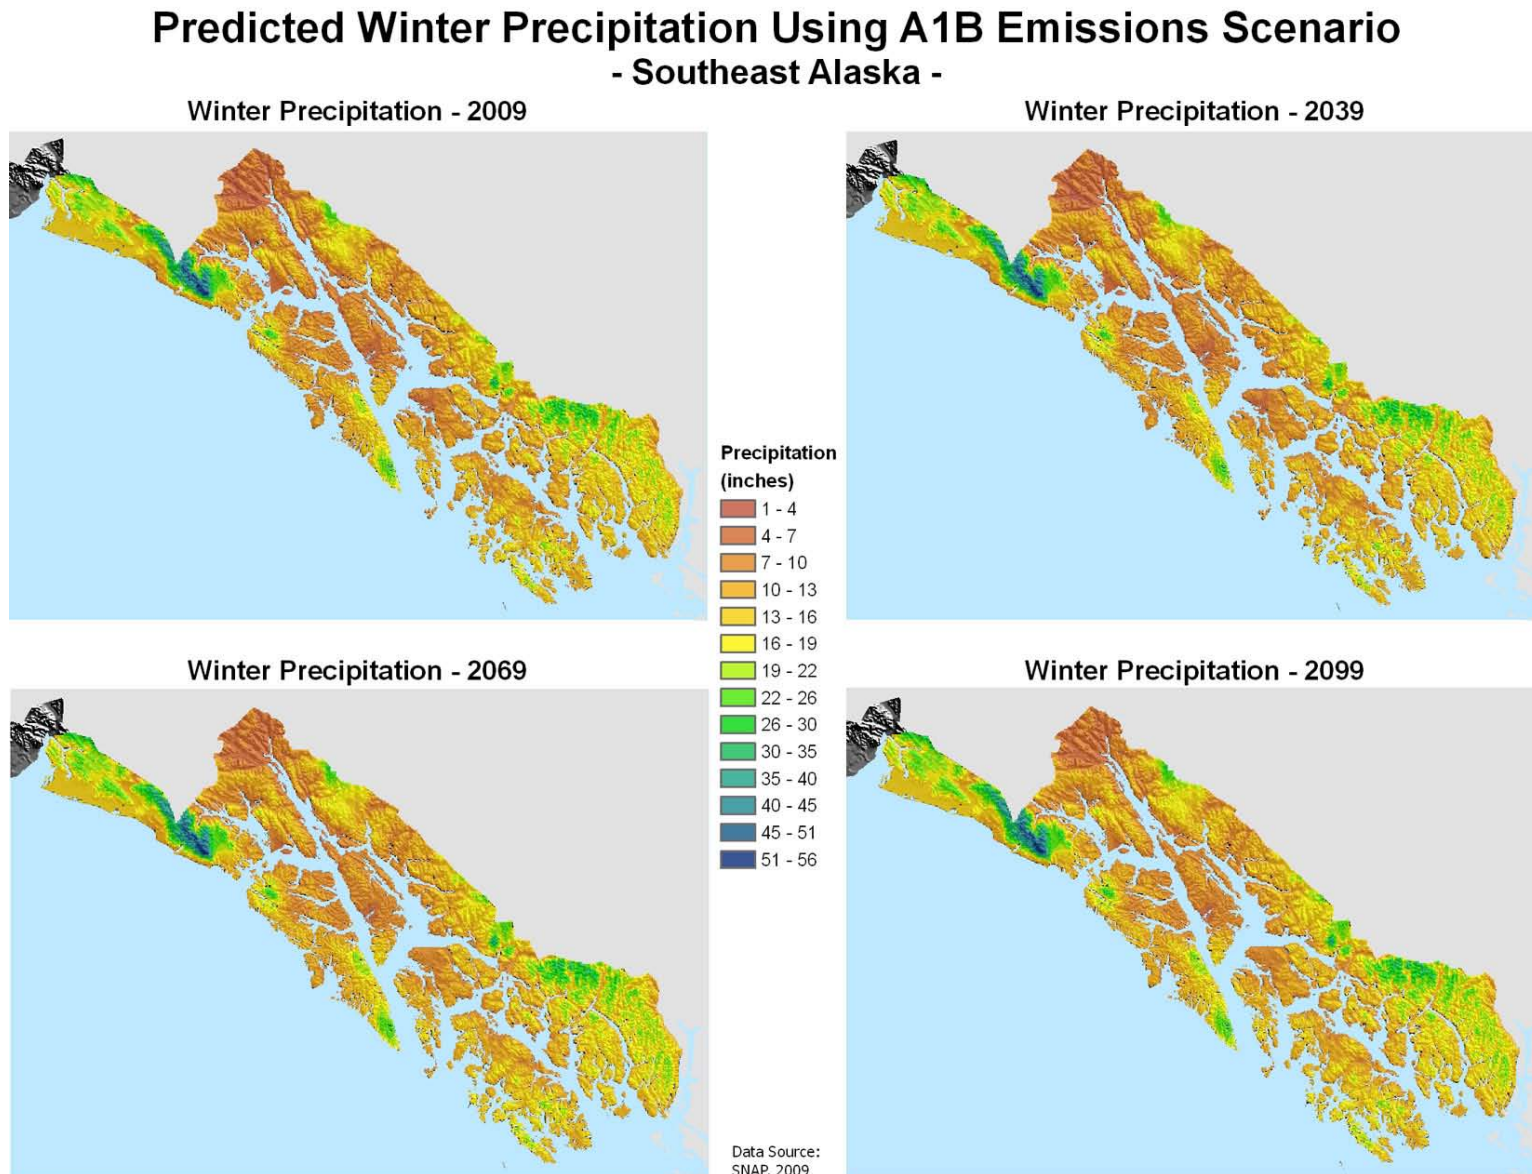 Predicted Winter Precipitation Using A1B Emissions Scenario
- Southeast Alaska -
Winter Precipitation - 2009
Winter Precipitation - 2039
Precipitation
(inches)
1 - 4
4 - 7
7 - 10
10 - 13
13 - 16
16 - 19
19 - 22
22 - 26
26 - 30
30 - 35
35 - 40
40 - 45
45 - 51
51 - 56
Winter Precipitation - 2069
Winter Precipitation - 2099
Data Source:
SNAP, 2009